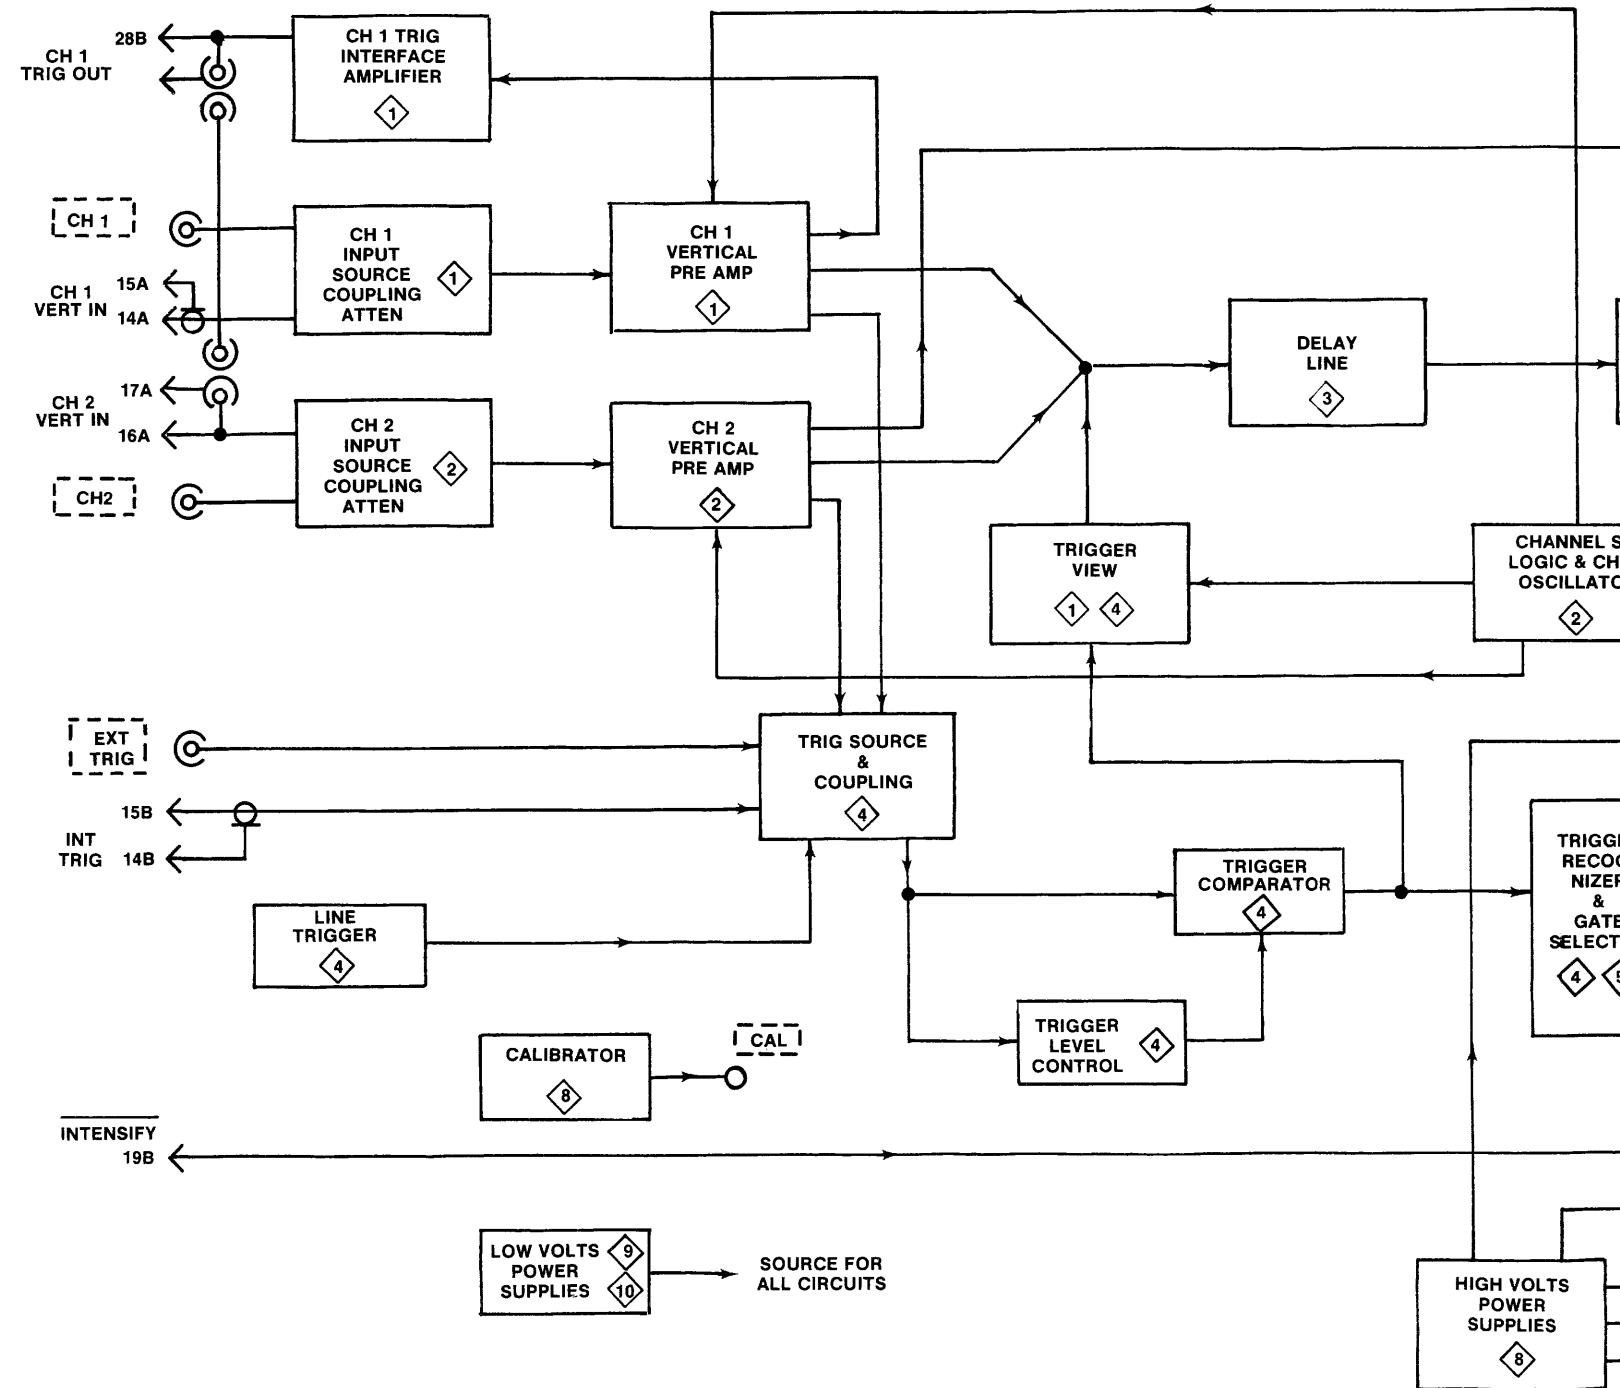 28B
CH 1
TRIG OUT
CH 1 TRIG
INTERFACE
AMPLIFIER
1
CH 1
15A
CH 1
VERT IN
14A
CH 1
INPUT
SOURCE
COUPLING
ATTEN
1
CH 1
VERTICAL
PRE AMP
1
DELAY
LINE
3
17A
CH 2
VERT IN
16A
CH2
CH 2
INPUT
SOURCE
COUPLING
ATTEN
2
CH 2
VERTICAL
PRE AMP
2
TRIGGER
VIEW
1 4
CHANNEL
LOGIC &
2
EXT
TRIG
15B
INT
TRIG
14B
TRIG SOURCE
&
COUPLING
4
LINE
TRIGGER
4
TRIGGER
COMPARATOR
4
TRIGGER
LEVEL
CONTROL
4
&
4
CALIBRATOR
8
CAL
INTENSIFY
19B
LOW VOLTS
POWER
SUPPLIES
9
10
SOURCE FOR
ALL CIRCUITS
HIGH VOLTS
POWER
SUPPLIES
8